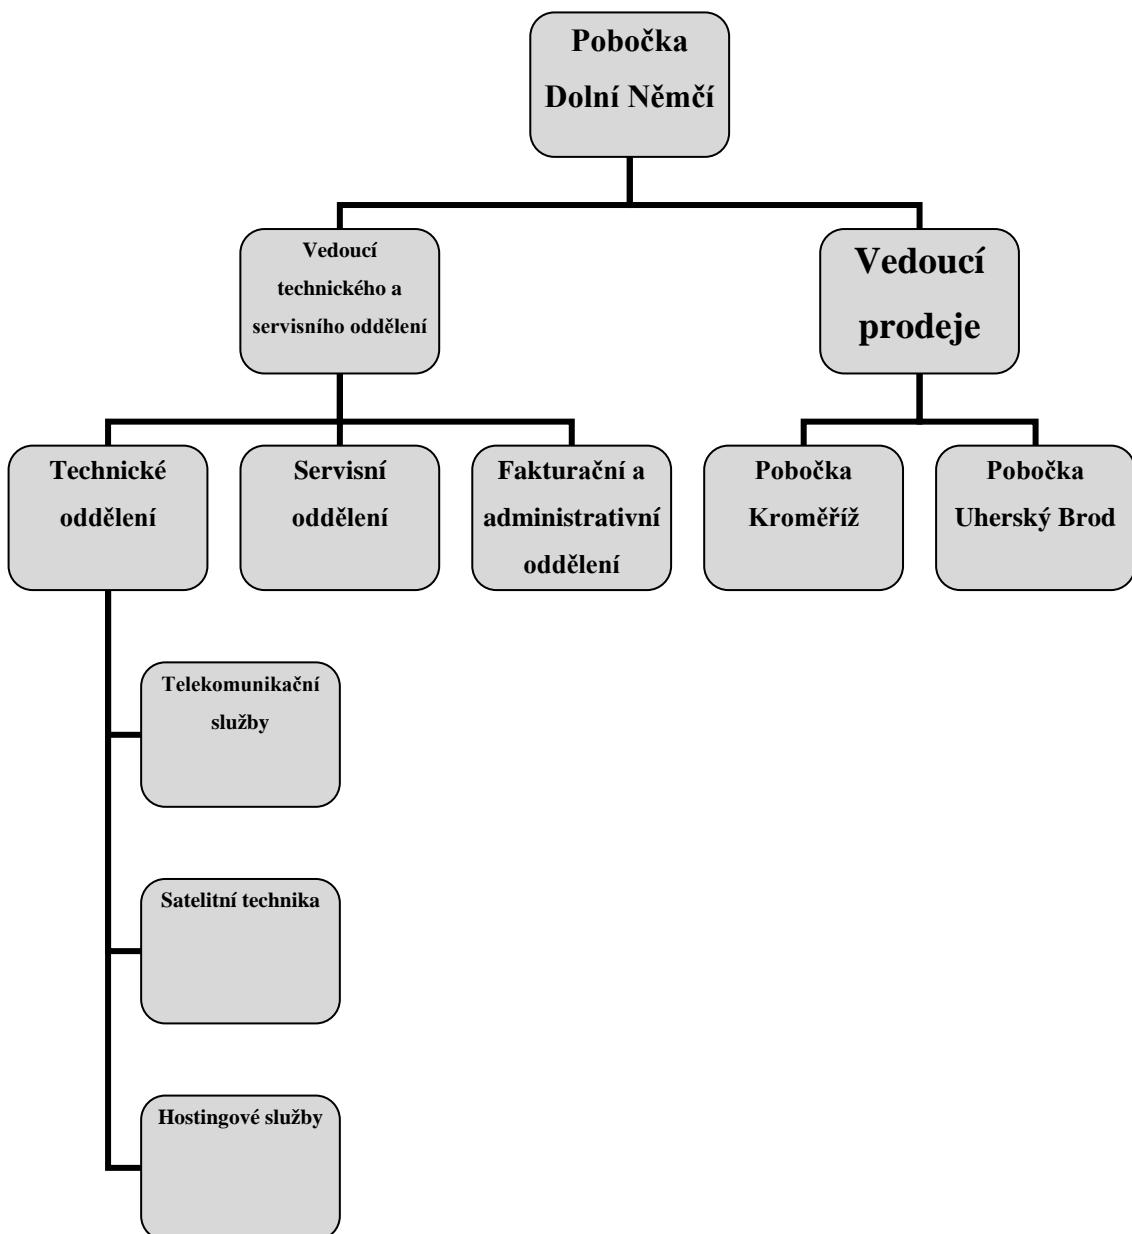 Pobočka
Dolní Němčí
Vedoucí
technického a
servisního oddělení
Vedoucí
prodeje
Technické
oddělení
Servisní
oddělení
Fakturační a
administrativní
oddělení
Pobočka
Kroměříž
Pobočka
Uherský Brod
Telekomunikační
služby
Satelitní technika
Hostingové služby